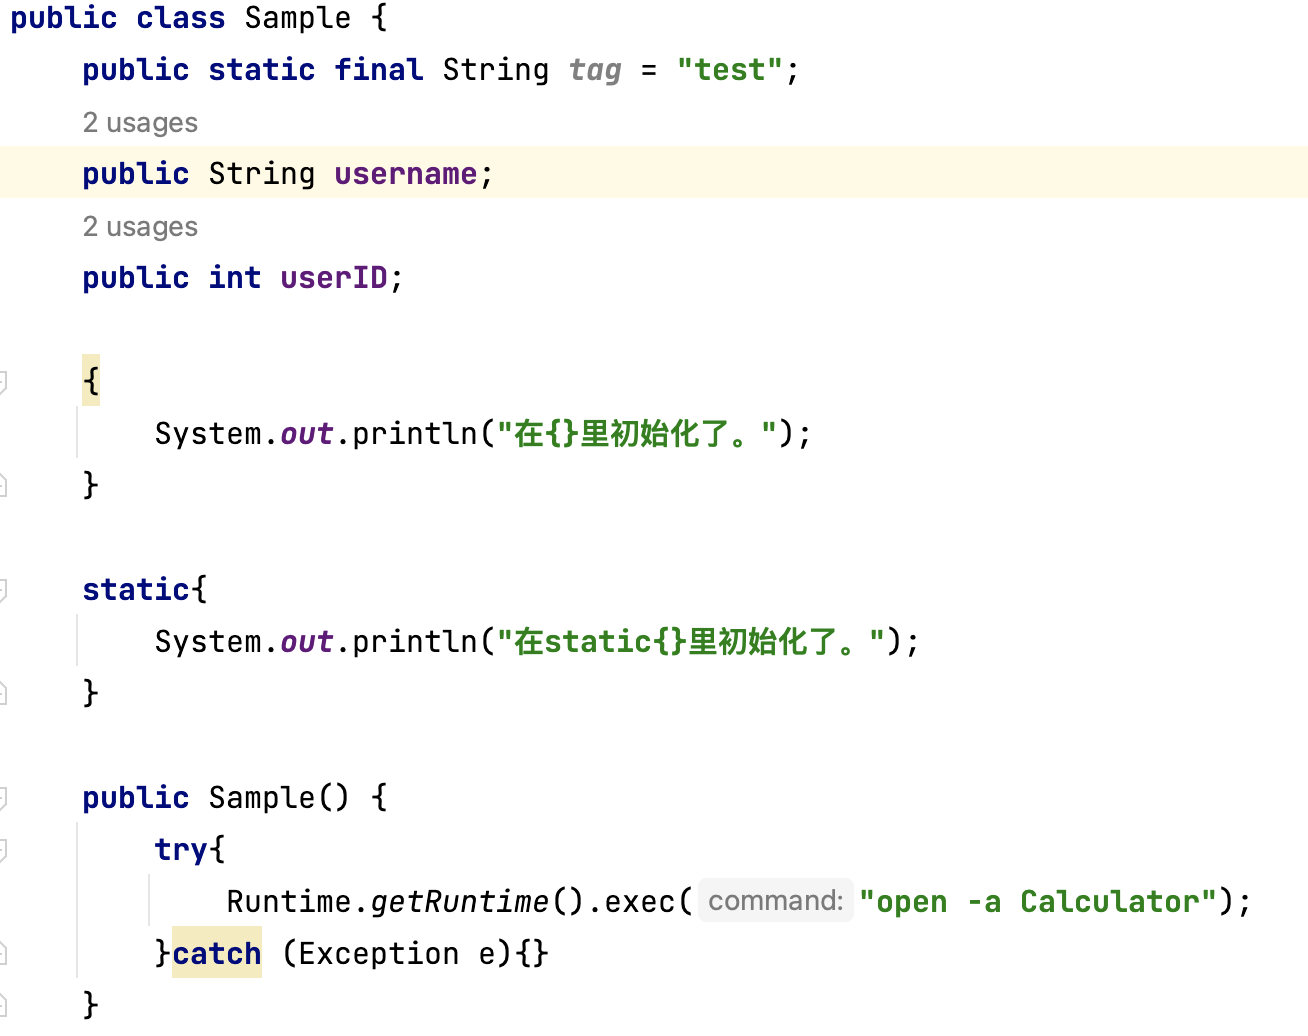 public class Sample {
public static final String tag = "test";
2 usages
public String username;
2 usages
public int userID;
{
System.out.println("在{}里初始化了。");
}
static{
System.out.println("在static{}里初始化了。");
}
public Sample() {
try{
Runtime.getRuntime().exec( command: "open -a Calculator");
}catch (Exception e){}
}